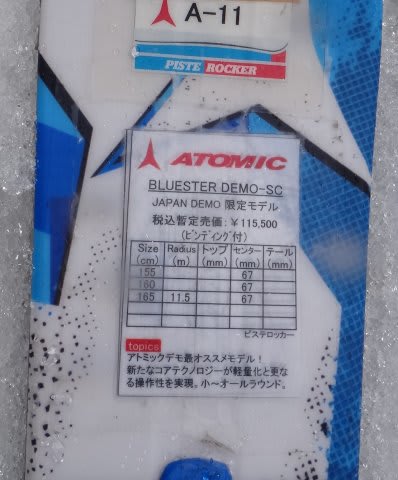 A-11
PISTE ROCKER
ATOMIC
BLUESTER DEMO-SC
JAPAN DEMO 限定モデル
税込暫定売価：￥115,500
(ﾋﾞﾝﾃﾞｨﾝｸﾞ付)
Size (cm) Radius (m) トップ (mm) センター (mm) テール (mm)
155 67
160 67
165 11.5 67
ピステロッカー
topics
アトミックデモ最オススメモデル！
新たなコアテクノロジーが軽量化と更な
る操作性を実現。小～オールラウンド。